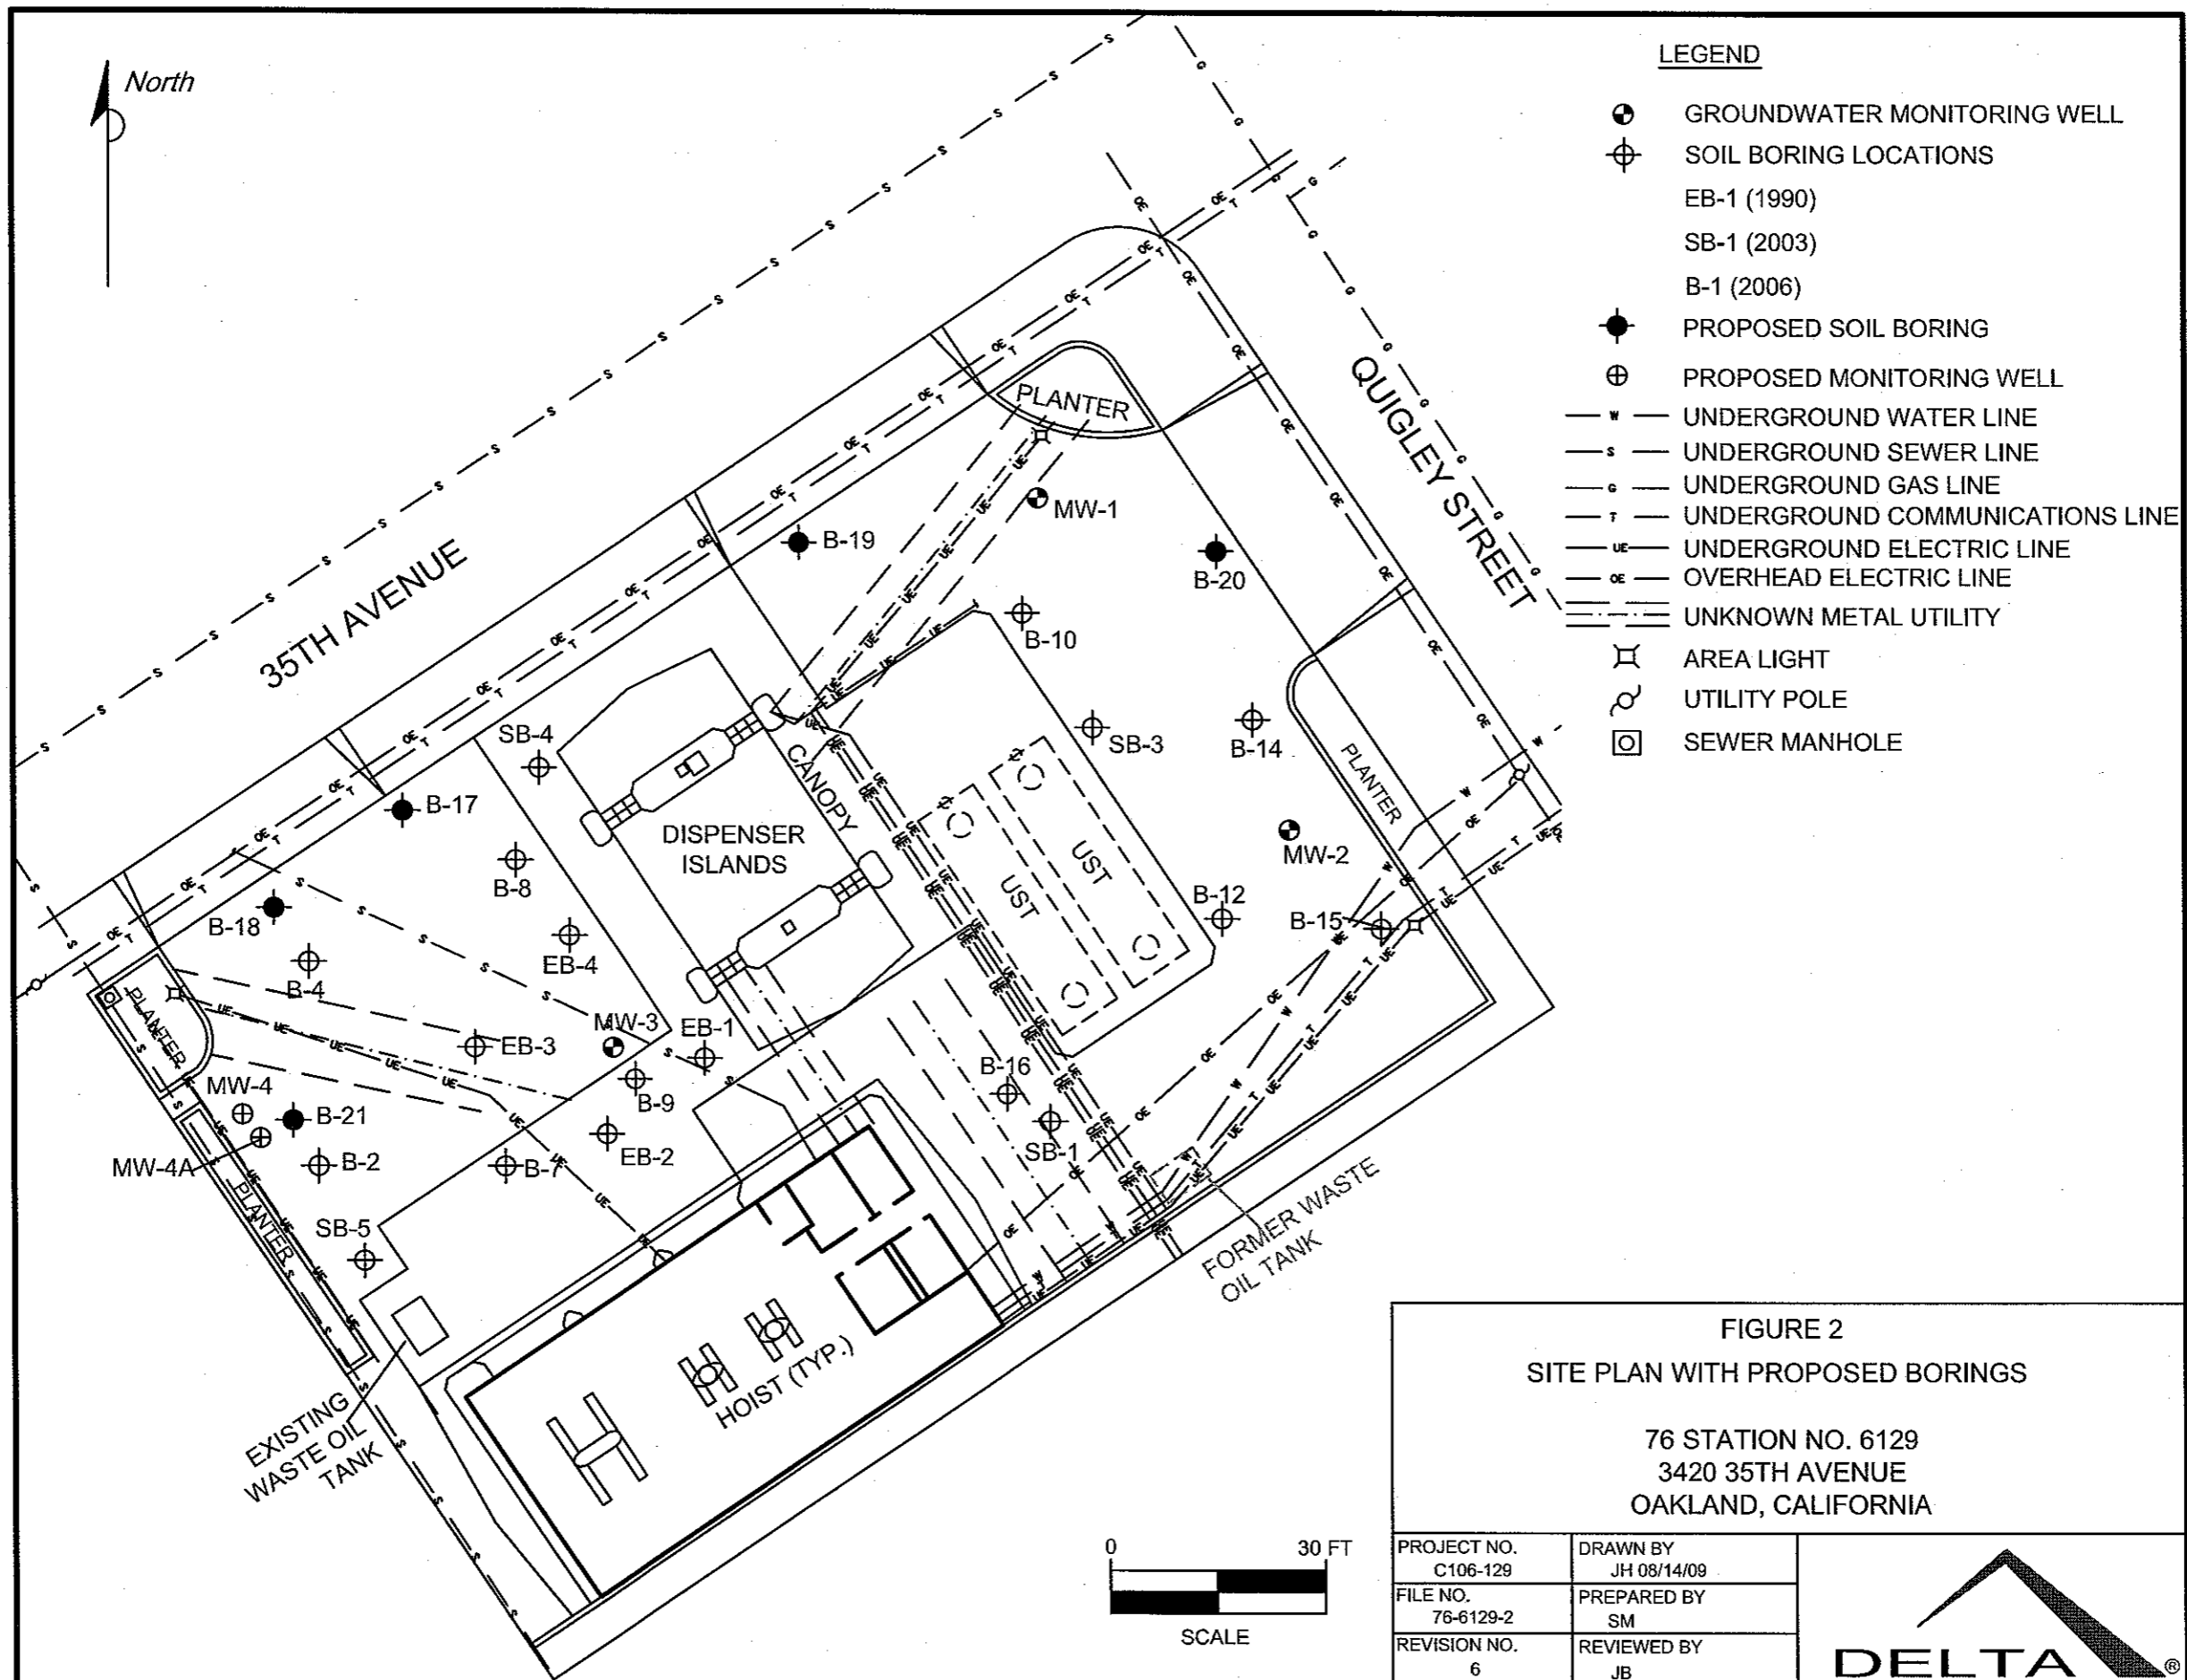 North
LEGEND
GROUNDWATER MONITORING WELL
SOIL BORING LOCATIONS
EB-1 (1990)
SB-1 (2003)
B-1 (2006)
PROPOSED SOIL BORING
PROPOSED MONITORING WELL
W UNDERGROUND WATER LINE
S UNDERGROUND SEWER LINE
G UNDERGROUND GAS LINE
T UNDERGROUND COMMUNICATIONS LINE
UE UNDERGROUND ELECTRIC LINE
OE OVERHEAD ELECTRIC LINE
UNKNOWN METAL UTILITY
AREA LIGHT
UTILITY POLE
SEWER MANHOLE
35TH AVENUE
QUIGLEY STREET
PLANTER
MW-1
B-19
B-20
B-10
SB-4
SB-3
B-14
CANOPY
PLANTER
B-17
DISPENSER
ISLANDS
UST
UST
MW-2
B-8
B-12
B-15
B-18
EB-4
B-4
PLANTER
MW-3
EB-1
EB-3
B-16
B-9
MW-4
B-21
SB-1
EB-2
MW-4A
B-2
B-7
PLANTER
SB-5
FORMER WASTE
OIL TANK
HOIST (TYP.)
EXISTING
WASTE OIL
TANK
0 30 FT
SCALE
FIGURE 2
SITE PLAN WITH PROPOSED BORINGS
76 STATION NO. 6129
3420 35TH AVENUE
OAKLAND, CALIFORNIA
PROJECT NO.
C106-129
DRAWN BY
JH 08/14/09
FILE NO.
76-6129-2
PREPARED BY
SM
REVISION NO.
6
REVIEWED BY
JB
DELTA ®